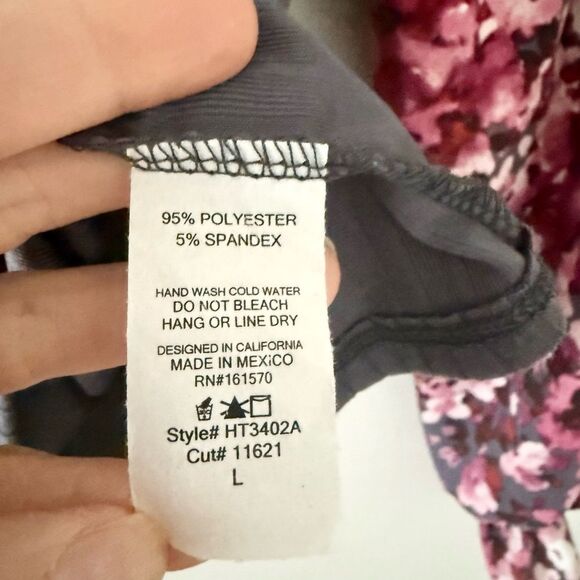 95% POLYESTER
5% SPANDEX
HAND WASH COLD WATER
DO NOT BLEACH
HANG OR LINE DRY
DESIGNED IN CALIFORNIA
MADE IN MEXiCO
RN#161570
Style# HT3402A
Cut# 11621
L